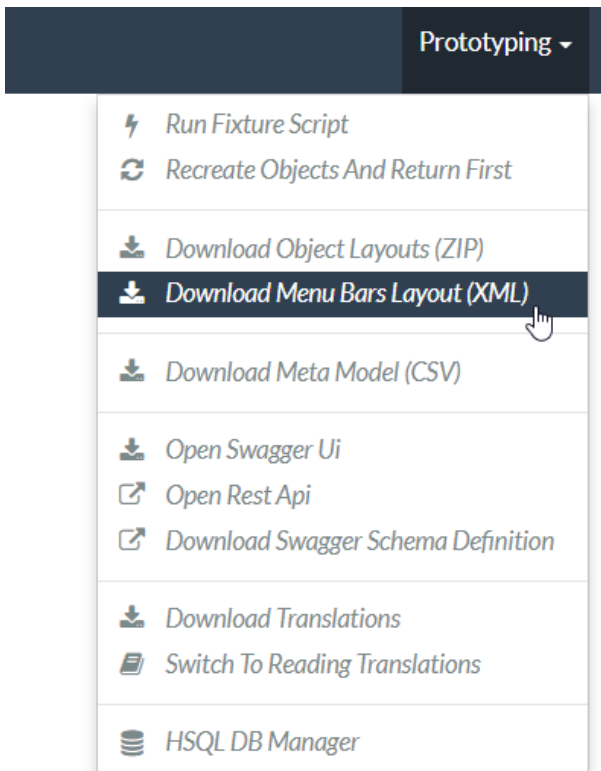 Prototyping
Run Fixture Script
Recreate Objects And Return First
Download Object Layouts (ZIP)
Download Menu Bars Layout (XML)
Download Meta Model (CSV)
Open Swagger Ui
Open Rest Api
Download Swagger Schema Definition
Download Translations
Switch To Reading Translations
HSQL DB Manager